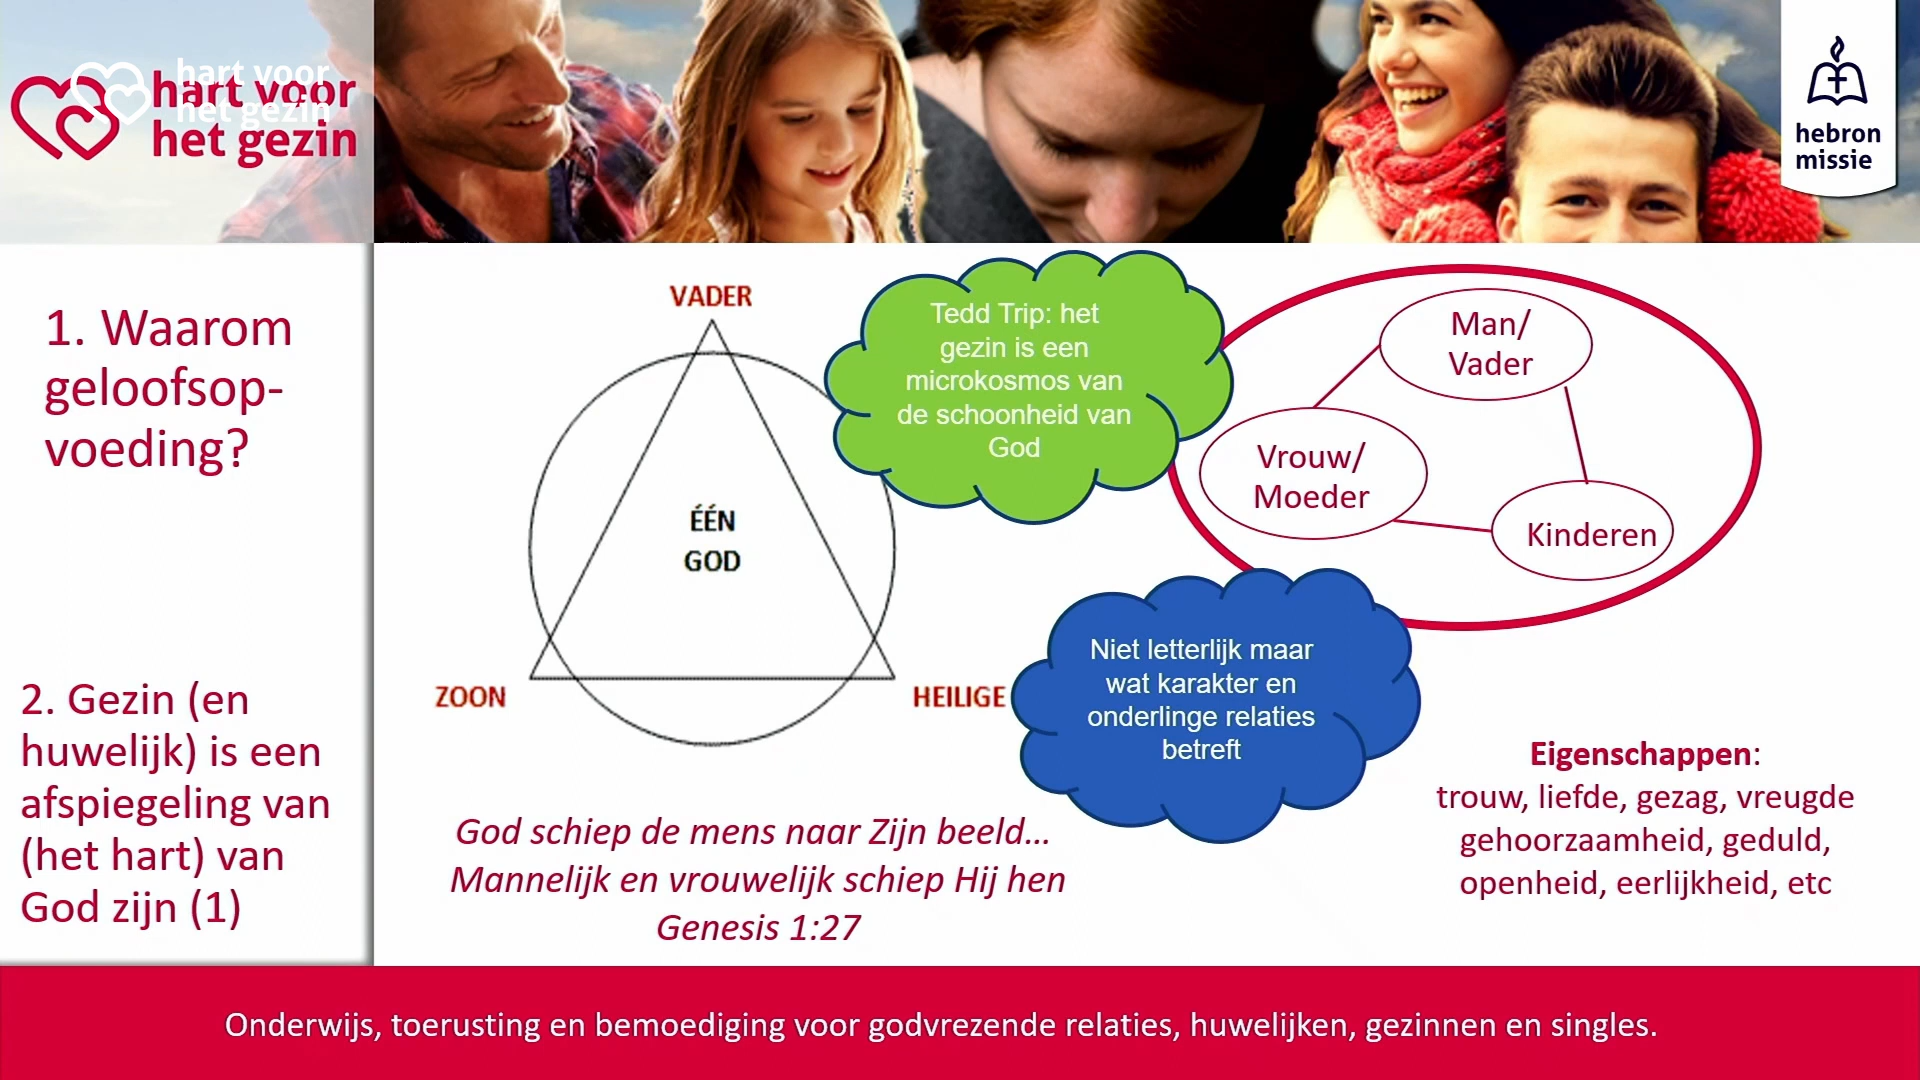 hart voor
het gezin
hart voor
het gezin
hebron
missie
1. Waarom
geloofsop-
voeding?
2. Gezin (en
huwelijk) is een
afspiegeling van
(het hart) van
God zijn (1)
VADER
ÉÉN
GOD
ZOON
HEILIGE
Tedd Trip: het
gezin is een
microkosmos van
de schoonheid van
God
Man/
Vader
Vrouw/
Moeder
Kinderen
Niet letterlijk maar
wat karakter en
onderlinge relaties
betreft
God schiep de mens naar Zijn beeld...
Mannelijk en vrouwelijk schiep Hij hen
Genesis 1:27
Eigenschappen:
trouw, liefde, gezag, vreugde
gehoorzaamheid, geduld,
openheid, eerlijkheid, etc
Onderwijs, toerusting en bemoediging voor godvrezende relaties, huwelijken, gezinnen en singles.